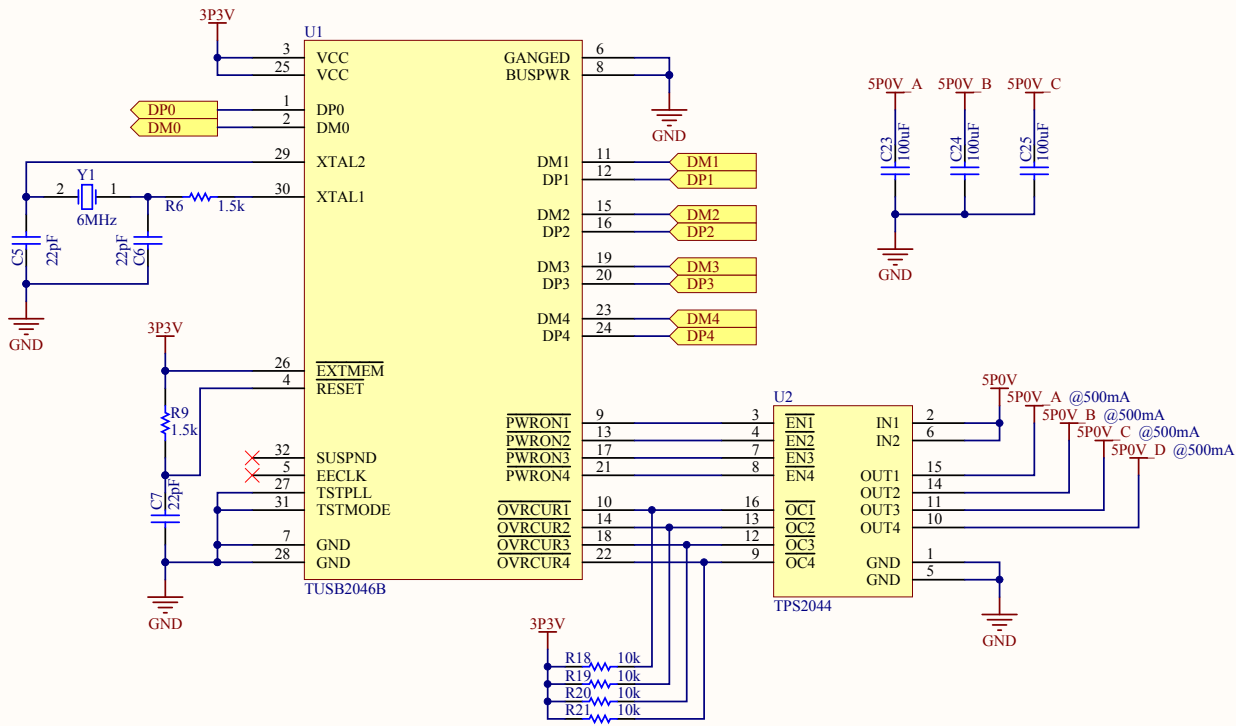 3P3V
U1
3 VCC GANGED 6
25 VCC BUSPWR 8
GND
DP0 1 DP0
DM0 2 DM0
29 XTAL2 DM1 11 DM1
DP1 12 DP1
Y1
2 1
6MHz
R6 1.5k
30 XTAL1
DM2 15 DM2
DP2 16 DP2
C5 22pF
22pF C6
GND
DM3 19 DM3
DP3 20 DP3
DM4 23 DM4
DP4 24 DP4
5P0V_A 5P0V_B 5P0V_C
C23 100uF
C24 100uF
C25 100uF
GND
3P3V
26 EXTMEM
4 RESET
R9
1.5k
C7 22pF
GND
32 SUSPND
5 EECLK
27 TSTPLL
31 TSTMODE
7 GND
28 GND
PWRON1 9
PWRON2 13
PWRON3 17
PWRON4 21
OVRCUR1 10
OVRCUR2 14
OVRCUR3 18
OVRCUR4 22
TUSB2046B
U2
3 EN1 IN1 2
4 EN2 IN2 6
7 EN3
8 EN4 OUT1 15
OUT2 14
16 OC1 OUT3 11
13 OC2 OUT4 10
12 OC3
9 OC4 GND 1
GND 5
TPS2044
5P0V
5P0V_A @500mA
5P0V_B @500mA
5P0V_C @500mA
5P0V_D @500mA
GND
3P3V
R18 10k
R19 10k
R20 10k
R21 10k